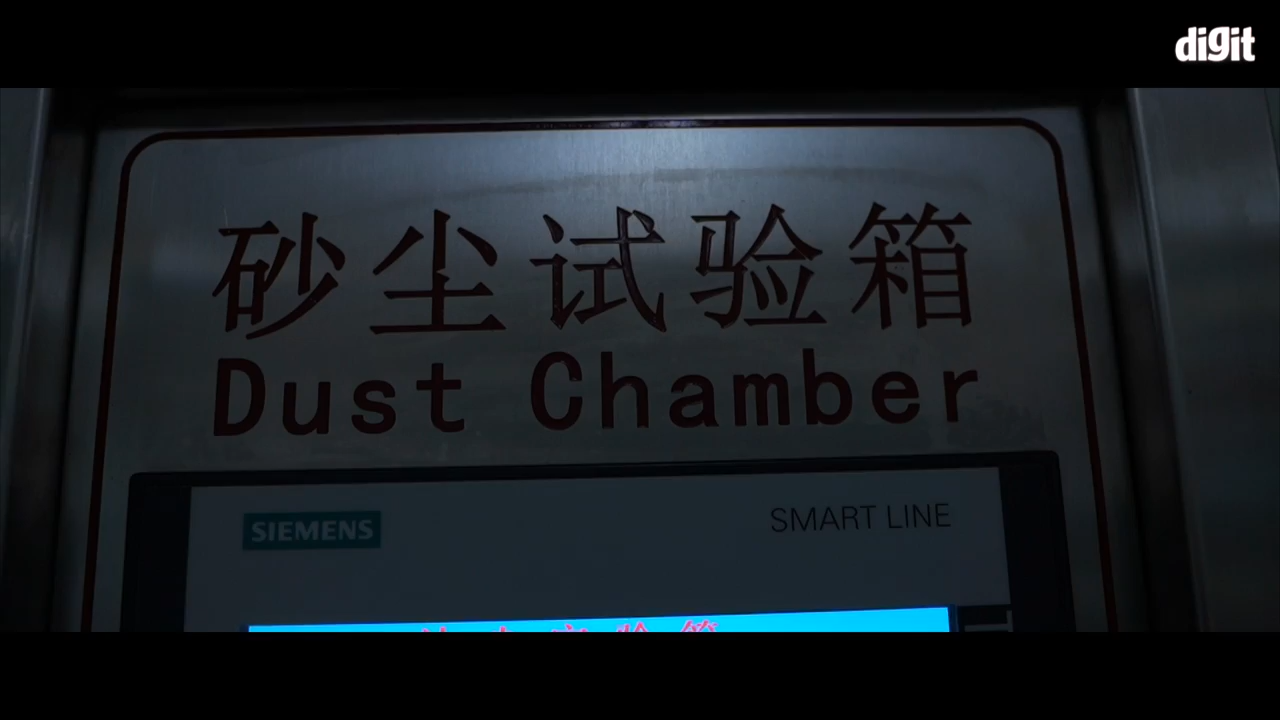 digit
砂尘试验箱
Dust Chamber
SIEMENS
SMART LINE